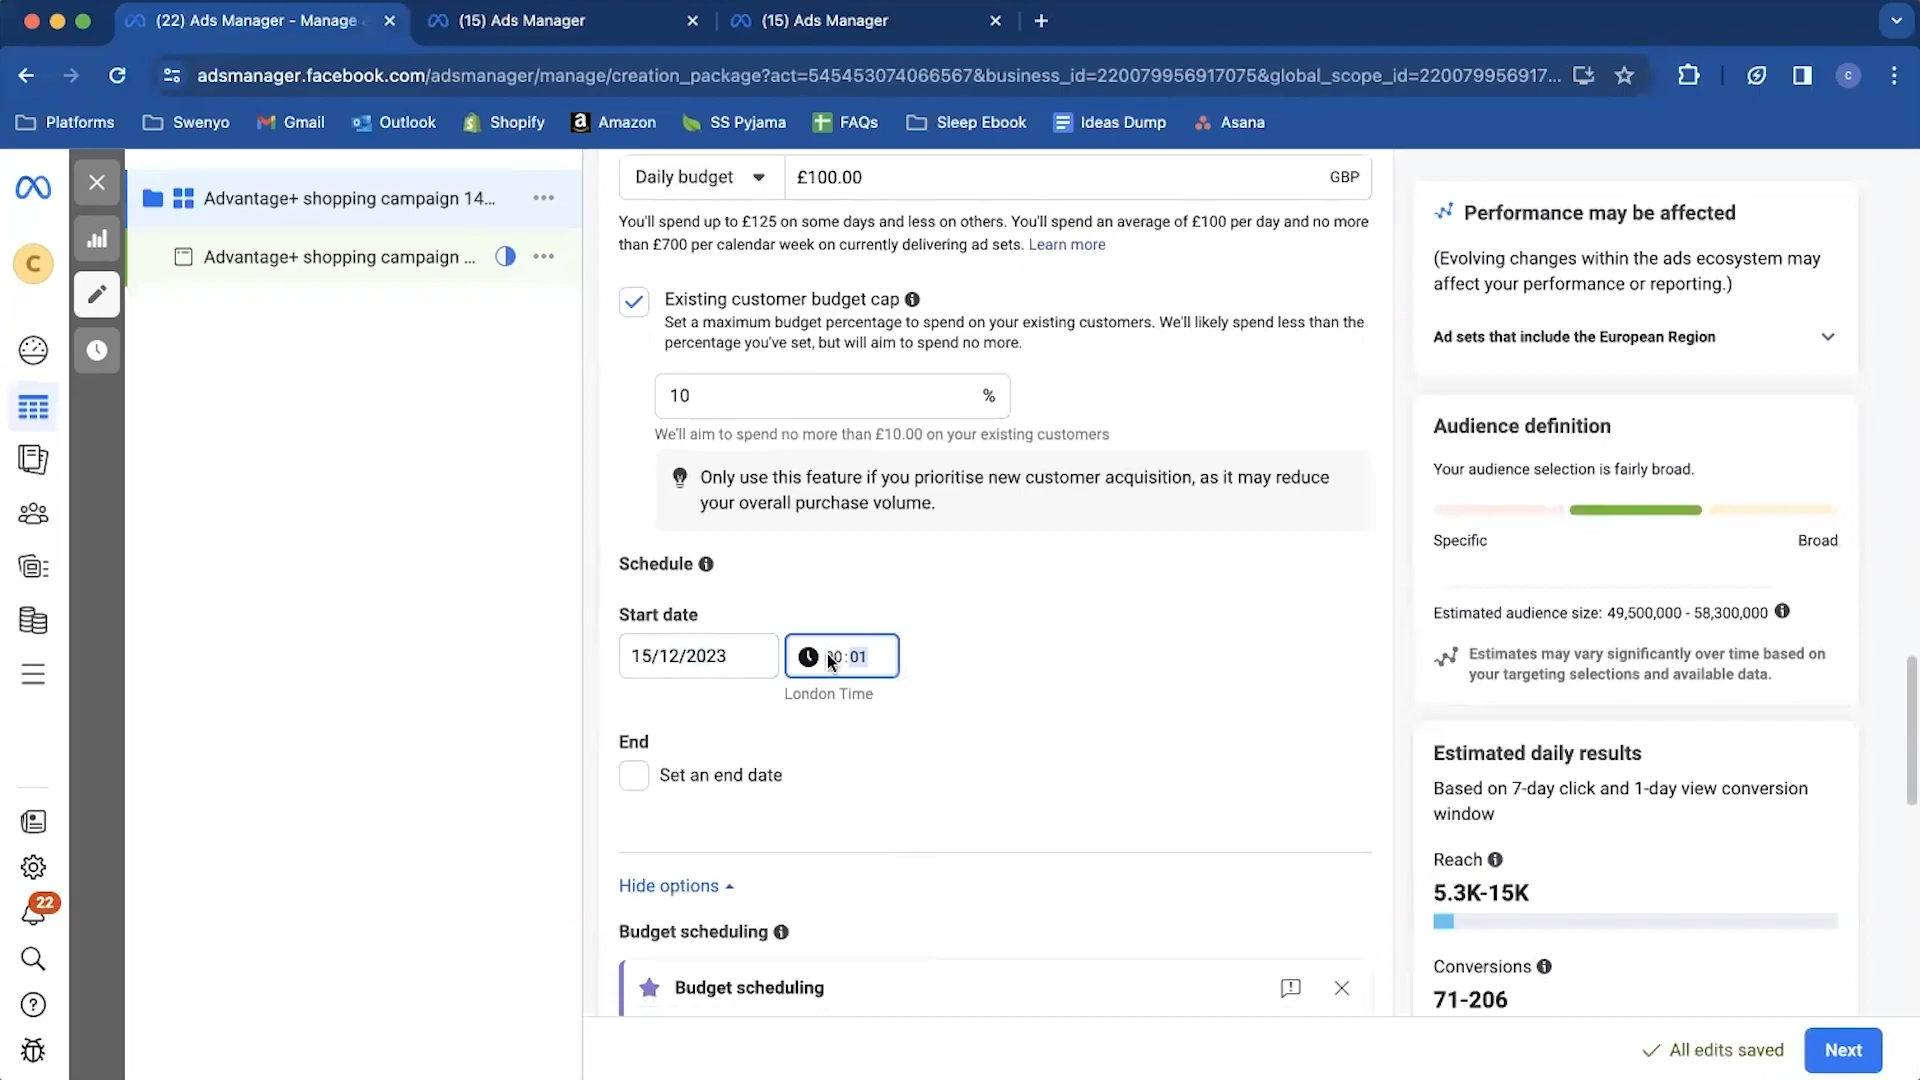 (22) Ads Manager - Manage
(15) Ads Manager
(15) Ads Manager
adsmanager.facebook.com/adsmanager/manage/creation_package?act=545453074066567&business_id=220079956917075&global_scope_id=220079956917...
C
Platforms
Swenyo
Gmail
Outlook
Shopify
Amazon
SS Pyjama
FAQs
Sleep Ebook
Ideas Dump
Asana
C
22
Advantage+ shopping campaign 14...
Advantage+ shopping campaign ...
Daily budget
£100.00
GBP
You'll spend up to £125 on some days and less on others. You'll spend an average of £100 per day and no more
than £700 per calendar week on currently delivering ad sets. Learn more
Existing customer budget cap
Set a maximum budget percentage to spend on your existing customers. We'll likely spend less than the
percentage you've set, but will aim to spend no more.
10
%
We'll aim to spend no more than £10.00 on your existing customers
Only use this feature if you prioritise new customer acquisition, as it may reduce
your overall purchase volume.
Schedule
Start date
15/12/2023
:01
London Time
End
Set an end date
Hide options
Budget scheduling
Budget scheduling
Performance may be affected
(Evolving changes within the ads ecosystem may
affect your performance or reporting.)
Ad sets that include the European Region
Audience definition
Your audience selection is fairly broad.
Specific
Broad
Estimated audience size: 49,500,000 - 58,300,000
Estimates may vary significantly over time based on
your targeting selections and available data.
Estimated daily results
Based on 7-day click and 1-day view conversion
window
Reach
5.3K-15K
Conversions
71-206
All edits saved
Next